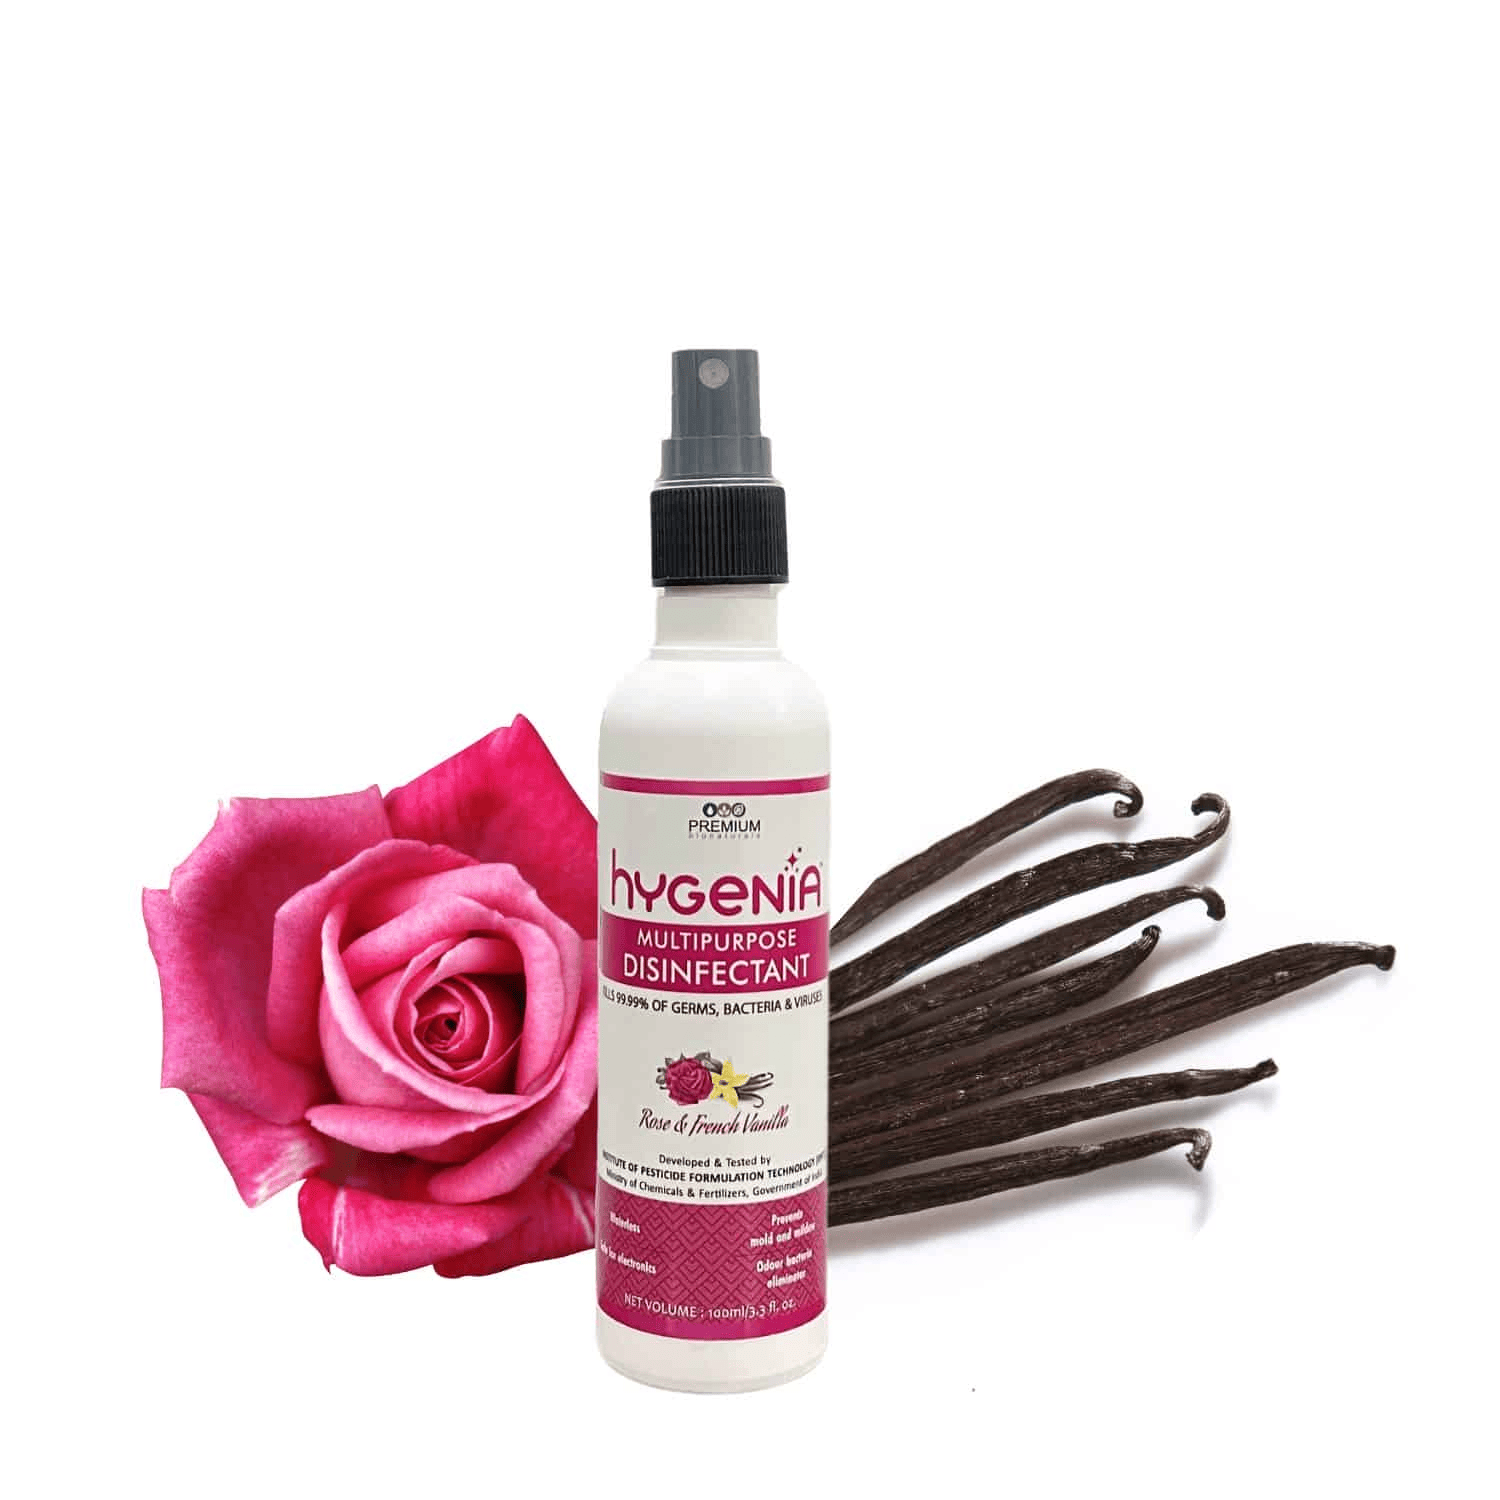 PREMIUM
bionaturals
hYGENiA™
MULTIPURPOSE
DISINFECTANT
KILLS 99.99% OF GERMS, BACTERIA & VIRUSES
Rose & French Vanilla
Developed & Tested by
INSTITUTE OF PESTICIDE FORMULATION TECHNOLOGY
Ministry of Chemicals & Fertilizers, Government of India
Waterless
Prevents
mold and mildew
Safe for electronics
Odour bacteria
eliminator
NET VOLUME : 100ml/3.3 fl. oz.